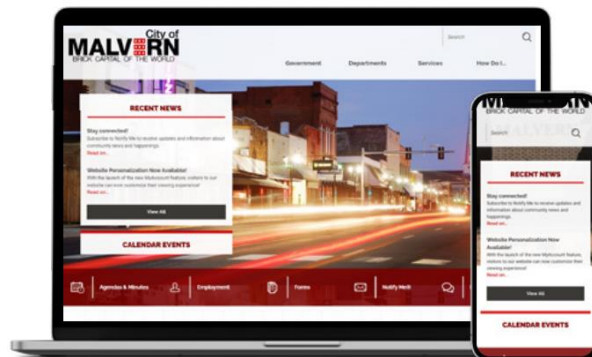 City of
MALVERN
BRICK CAPITAL OF THE WORLD
Search
Government Departments Services How Do I...
RECENT NEWS
Stay connected!
Subscribe to Notify Me to receive updates and information about
community news and happenings.
Read on...
Website Personalization Now Available!
With the launch of the new MyAccount feature, visitors to our
website can now customize their viewing experience!
Read on...
View All
CALENDAR EVENTS
Agendas & Minutes Employment Forms Notify Me®
MALVERN
BRICK CAPITAL OF THE WORLD
Search
RECENT NEWS
Stay connected!
Subscribe to Notify Me to receive updates and
information about community news and
happenings.
Read on...
Website Personalization Now
Available!
With the launch of the new MyAccount feature,
visitors to our website can now customize their
viewing experience!
Read on...
View All
CALENDAR EVENTS